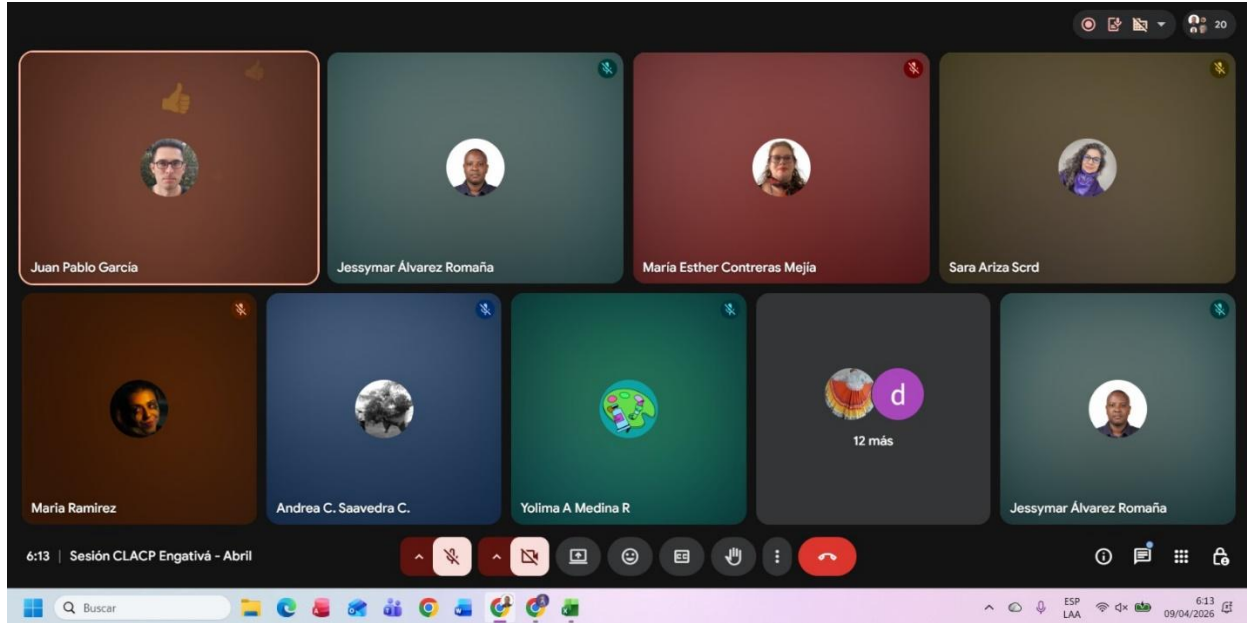 20
Juan Pablo García
Jessymar Álvarez Romaña
María Esther Contreras Mejía
Sara Ariza Scrd
d
12 más
Maria Ramirez
Andrea C. Saavedra C.
Yolima A Medina R
Jessymar Álvarez Romaña
6:13 | Sesión CLACP Engativá - Abril
Buscar
ESP
LAA
6:13
09/04/2026